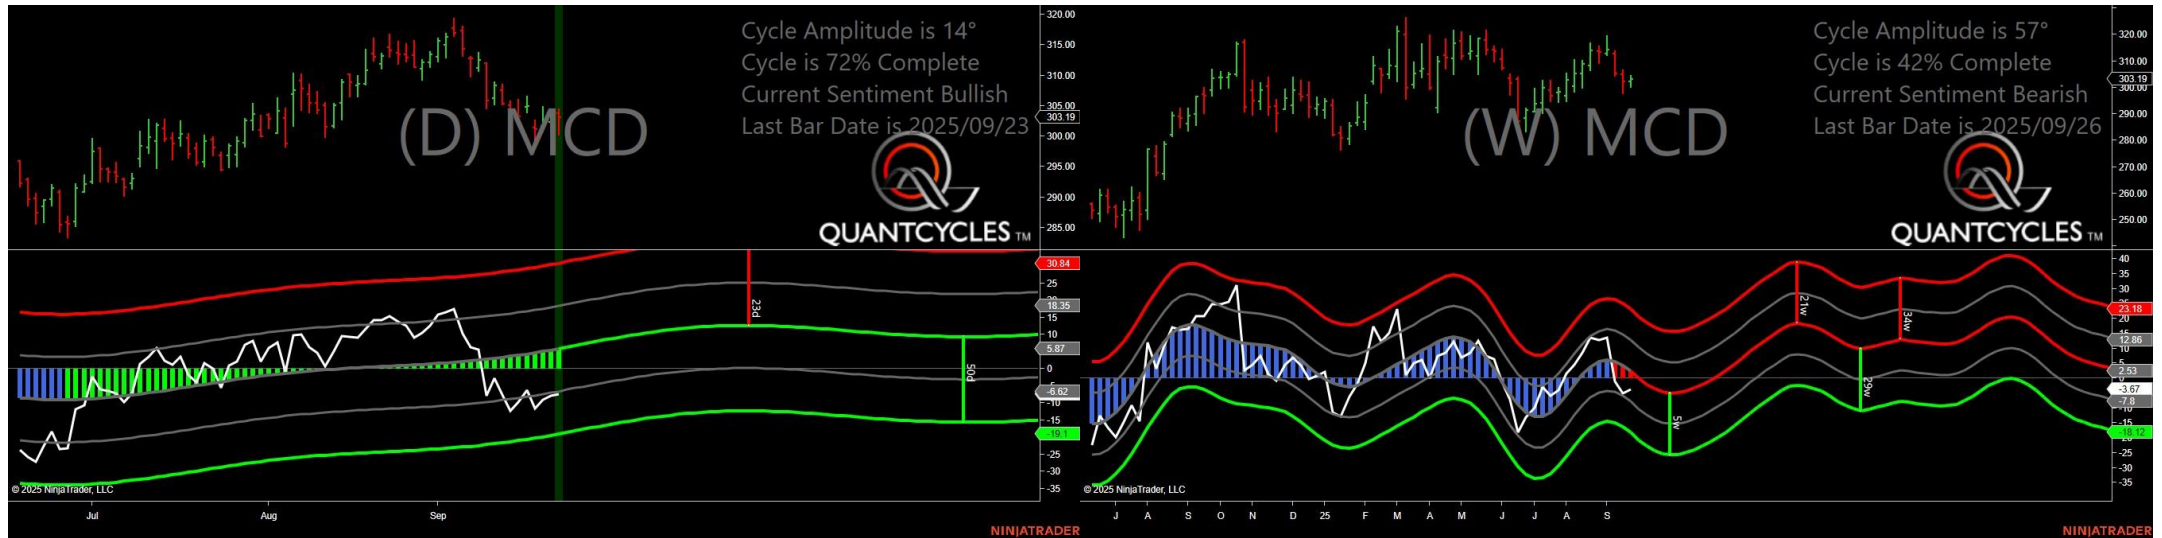 Cycle Amplitude is 14°
Cycle is 72% Complete
Current Sentiment Bullish
Last Bar Date is 2025/09/23
(D) MCD
QUANTCYCLES TM
320.00
315.00
310.00
305.00
303.19
300.00
295.00
290.00
285.00
30.84
25
18.35
15
10
5.87
0
-6.62
-10
-15
-19.1
-25
-30
-35
23d
50d
© 2025 NinjaTrader, LLC
Jul
Aug
Sep
NINJATRADER
Cycle Amplitude is 57°
Cycle is 42% Complete
Current Sentiment Bearish
Last Bar Date is 2025/09/26
(W) MCD
QUANTCYCLES TM
320.00
310.00
303.19
300.00
290.00
280.00
270.00
260.00
250.00
40
35
30
23.18
20
12.86
10
2.53
-3.67
-7.8
-18.12
-25
-30
-35
21w
34w
5w
29w
© 2025 NinjaTrader, LLC
J
A
S
O
N
D
25
F
M
A
M
J
J
A
S
NINJATRADER